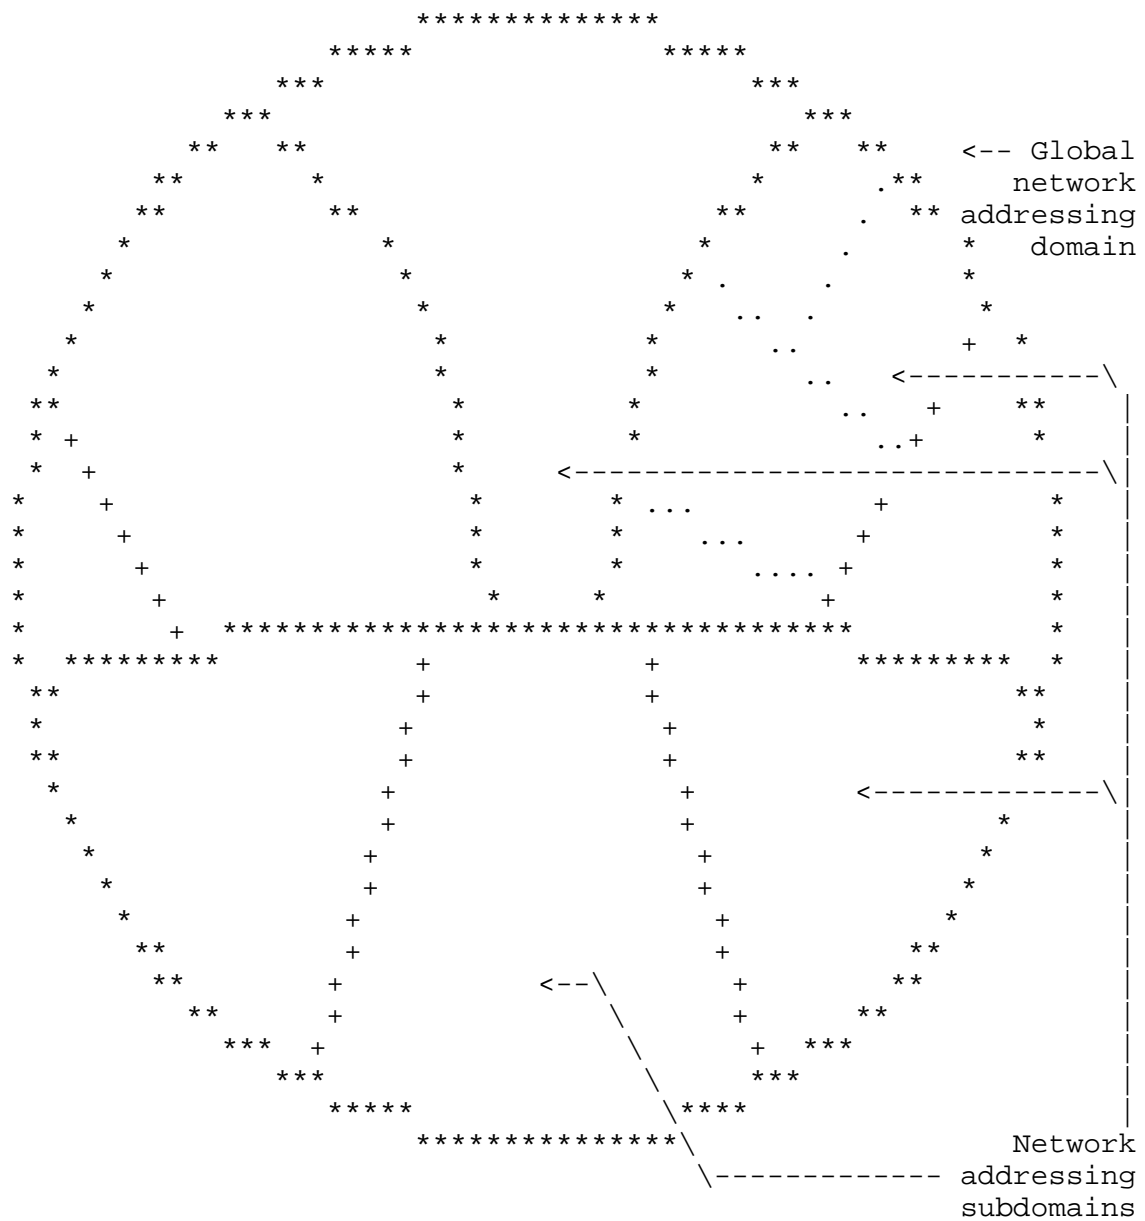 <-- Global
network
addressing
domain
Network
addressing
subdomains